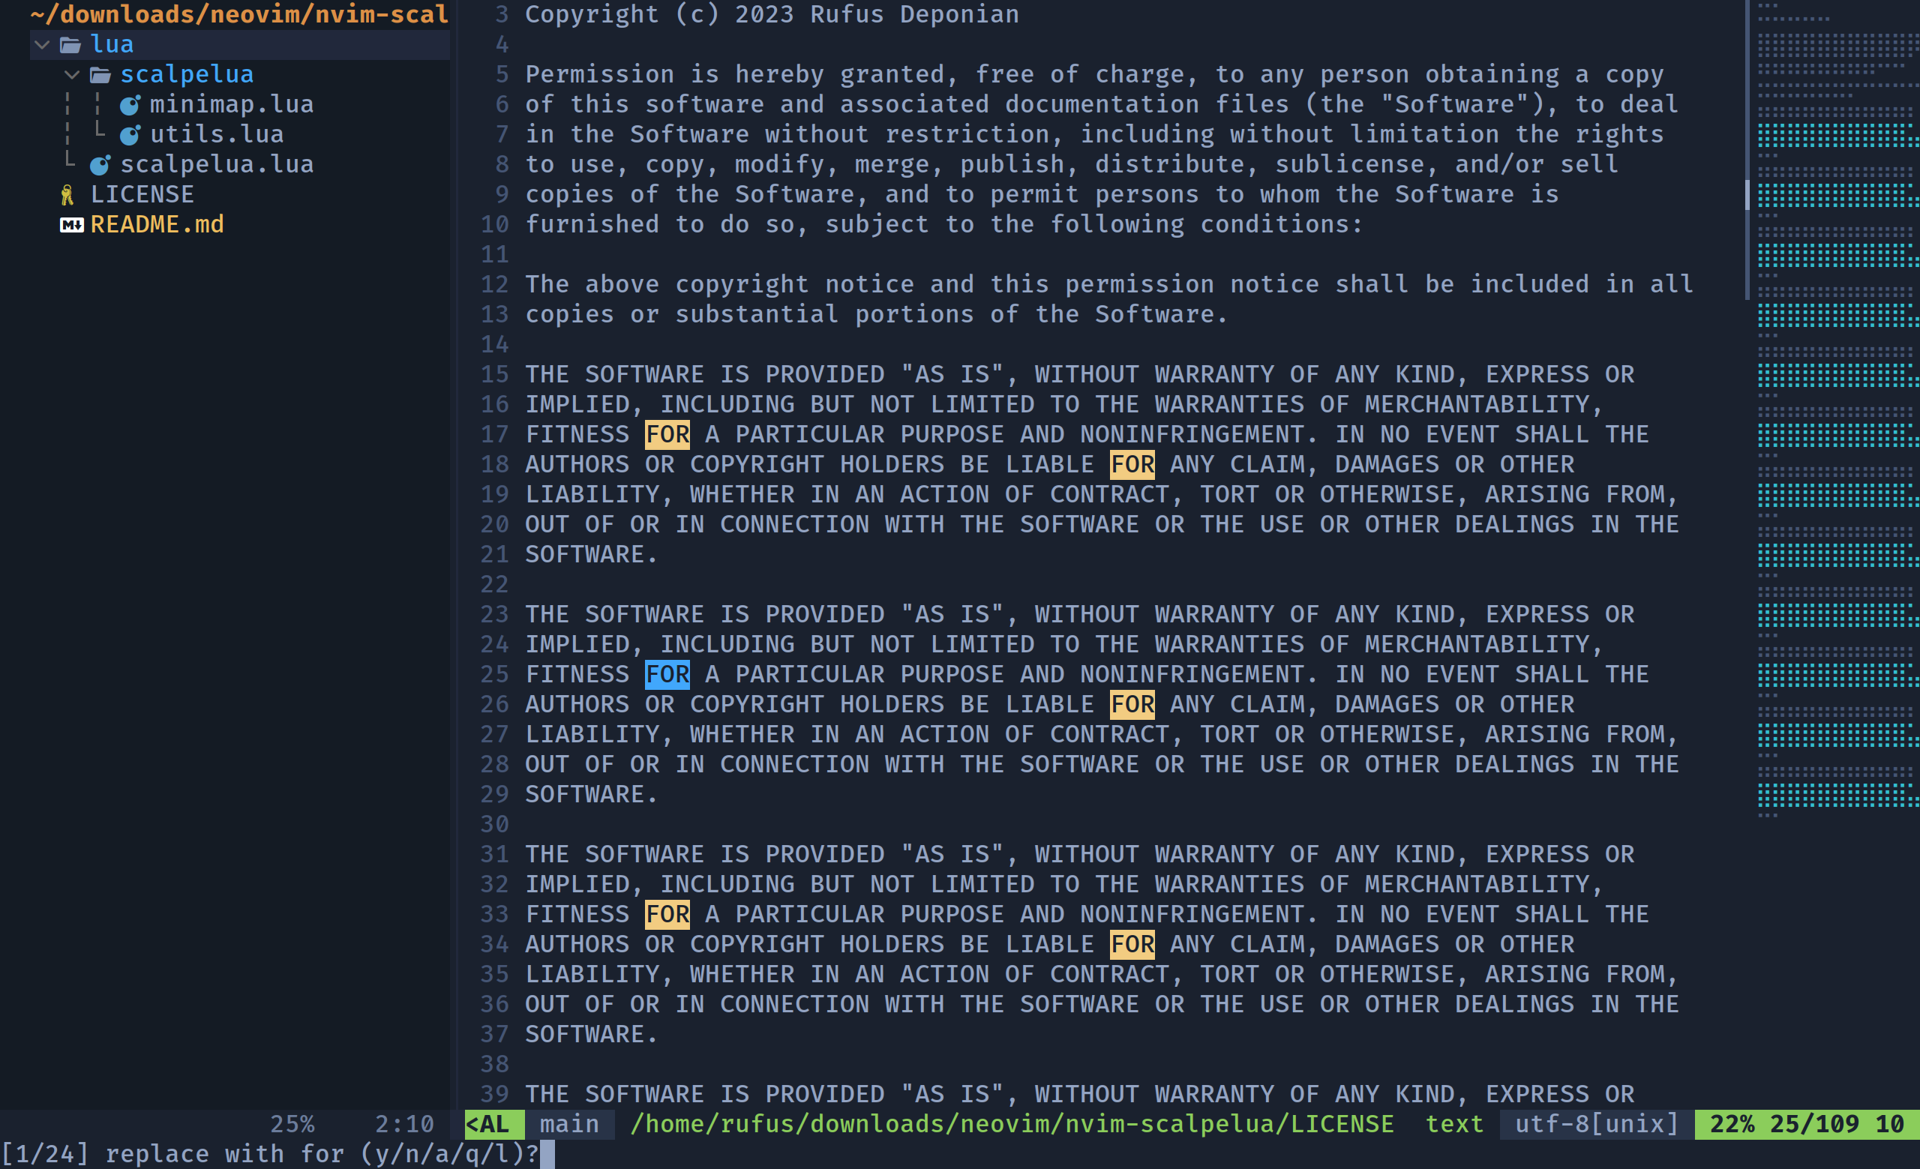 ~/downloads/neovim/nvim-scal
lua
scalpelua
minimap.lua
utils.lua
scalpelua.lua
LICENSE
README.md
3 Copyright (c) 2023 Rufus Deponian
4
5 Permission is hereby granted, free of charge, to any person obtaining a copy
6 of this software and associated documentation files (the "Software"), to deal
7 in the Software without restriction, including without limitation the rights
8 to use, copy, modify, merge, publish, distribute, sublicense, and/or sell
9 copies of the Software, and to permit persons to whom the Software is
10 furnished to do so, subject to the following conditions:
11
12 The above copyright notice and this permission notice shall be included in all
13 copies or substantial portions of the Software.
14
15 THE SOFTWARE IS PROVIDED "AS IS", WITHOUT WARRANTY OF ANY KIND, EXPRESS OR
16 IMPLIED, INCLUDING BUT NOT LIMITED TO THE WARRANTIES OF MERCHANTABILITY,
17 FITNESS FOR A PARTICULAR PURPOSE AND NONINFRINGEMENT. IN NO EVENT SHALL THE
18 AUTHORS OR COPYRIGHT HOLDERS BE LIABLE FOR ANY CLAIM, DAMAGES OR OTHER
19 LIABILITY, WHETHER IN AN ACTION OF CONTRACT, TORT OR OTHERWISE, ARISING FROM,
20 OUT OF OR IN CONNECTION WITH THE SOFTWARE OR THE USE OR OTHER DEALINGS IN THE
21 SOFTWARE.
22
23 THE SOFTWARE IS PROVIDED "AS IS", WITHOUT WARRANTY OF ANY KIND, EXPRESS OR
24 IMPLIED, INCLUDING BUT NOT LIMITED TO THE WARRANTIES OF MERCHANTABILITY,
25 FITNESS FOR A PARTICULAR PURPOSE AND NONINFRINGEMENT. IN NO EVENT SHALL THE
26 AUTHORS OR COPYRIGHT HOLDERS BE LIABLE FOR ANY CLAIM, DAMAGES OR OTHER
27 LIABILITY, WHETHER IN AN ACTION OF CONTRACT, TORT OR OTHERWISE, ARISING FROM,
28 OUT OF OR IN CONNECTION WITH THE SOFTWARE OR THE USE OR OTHER DEALINGS IN THE
29 SOFTWARE.
30
31 THE SOFTWARE IS PROVIDED "AS IS", WITHOUT WARRANTY OF ANY KIND, EXPRESS OR
32 IMPLIED, INCLUDING BUT NOT LIMITED TO THE WARRANTIES OF MERCHANTABILITY,
33 FITNESS FOR A PARTICULAR PURPOSE AND NONINFRINGEMENT. IN NO EVENT SHALL THE
34 AUTHORS OR COPYRIGHT HOLDERS BE LIABLE FOR ANY CLAIM, DAMAGES OR OTHER
35 LIABILITY, WHETHER IN AN ACTION OF CONTRACT, TORT OR OTHERWISE, ARISING FROM,
36 OUT OF OR IN CONNECTION WITH THE SOFTWARE OR THE USE OR OTHER DEALINGS IN THE
37 SOFTWARE.
38
39 THE SOFTWARE IS PROVIDED "AS IS", WITHOUT WARRANTY OF ANY KIND, EXPRESS OR
25% 2:10 <AL main /home/rufus/downloads/neovim/nvim-scalpelua/LICENSE text utf-8[unix] 22% 25/109 10
[1/24] replace with for (y/n/a/q/l)?